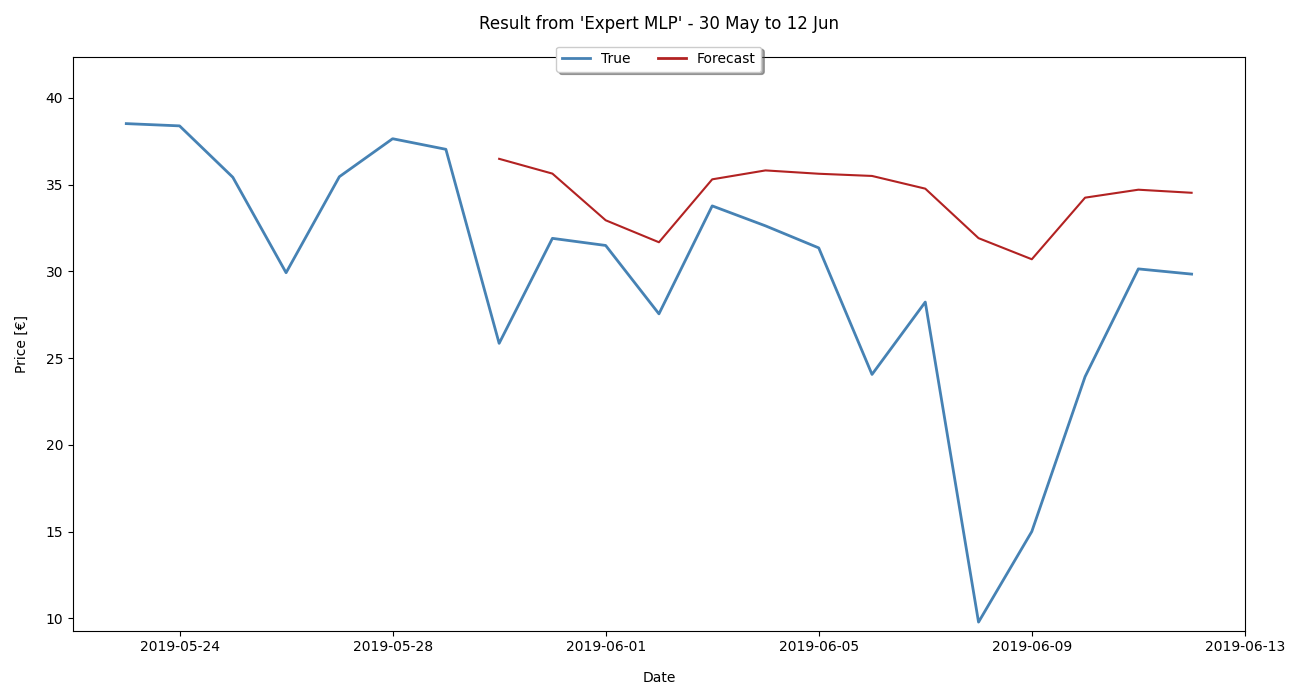 Result from 'Expert MLP' - 30 May to 12 Jun
True Forecast
40
35
30
25
20
15
10
Price [€]
2019-05-24 2019-05-28 2019-06-01 2019-06-05 2019-06-09 2019-06-13
Date